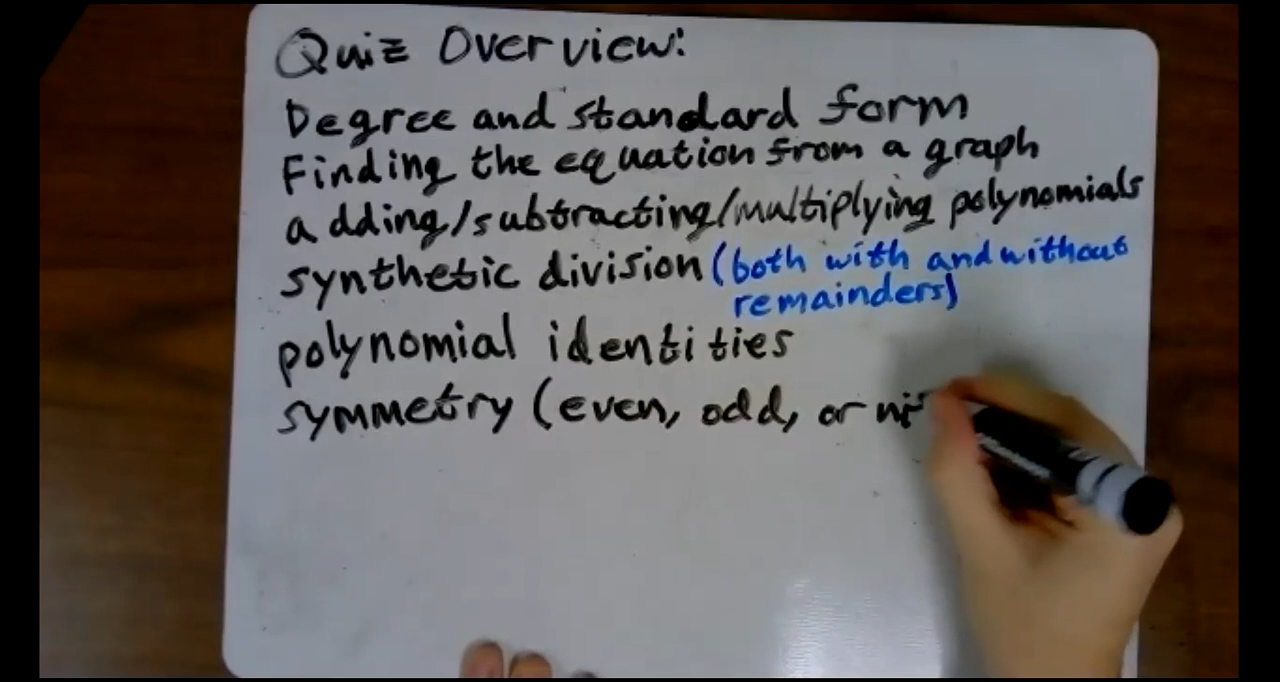 Quiz Overview:
Degree and standard form
Finding the equation from a graph
adding/subtracting/multiplying polynomials
synthetic division (both with and without
remainders)
polynomial identities
symmetry (even, odd, or